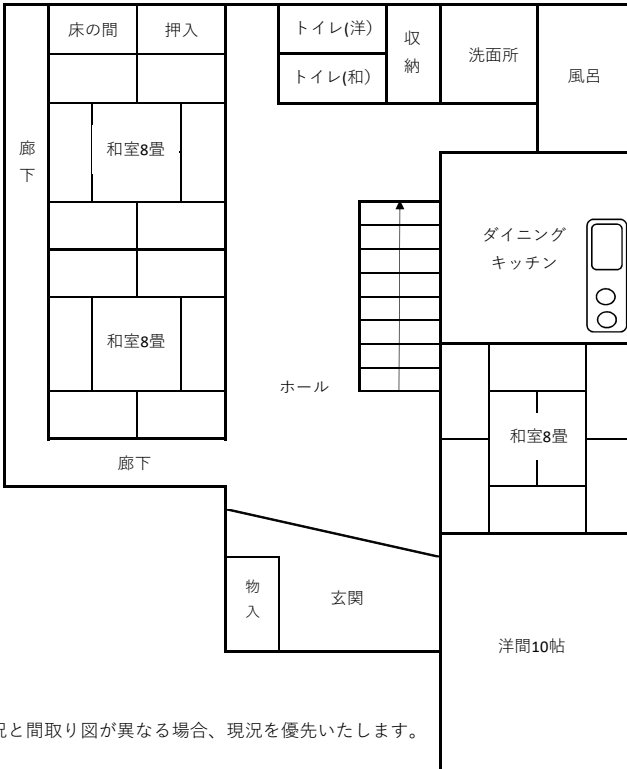 床の間
押入
トイレ(洋)
トイレ(和)
収
納
洗面所
風呂
廊
下
和室8畳
ダイニング
キッチン
和室8畳
ホール
和室8畳
廊下
物
入
玄関
洋間10帖
況と間取り図が異なる場合、現況を優先いたします。